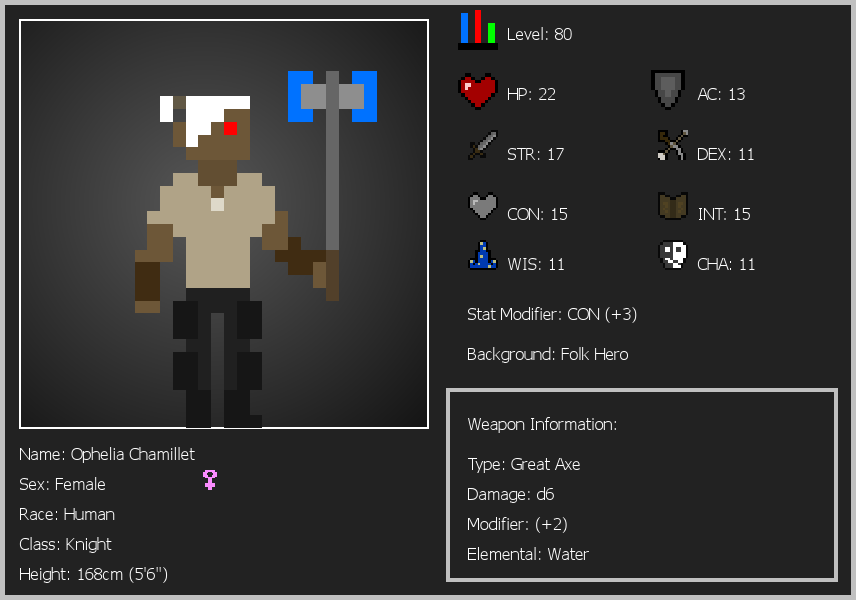 Level: 80
HP: 22
AC: 13
STR: 17
DEX: 11
CON: 15
INT: 15
WIS: 11
CHA: 11
Stat Modifier: CON (+3)
Background: Folk Hero
Weapon Information:
Type: Great Axe
Damage: d6
Modifier: (+2)
Elemental: Water
Name: Ophelia Chamillet
Sex: Female
Race: Human
Class: Knight
Height: 168cm (5'6")